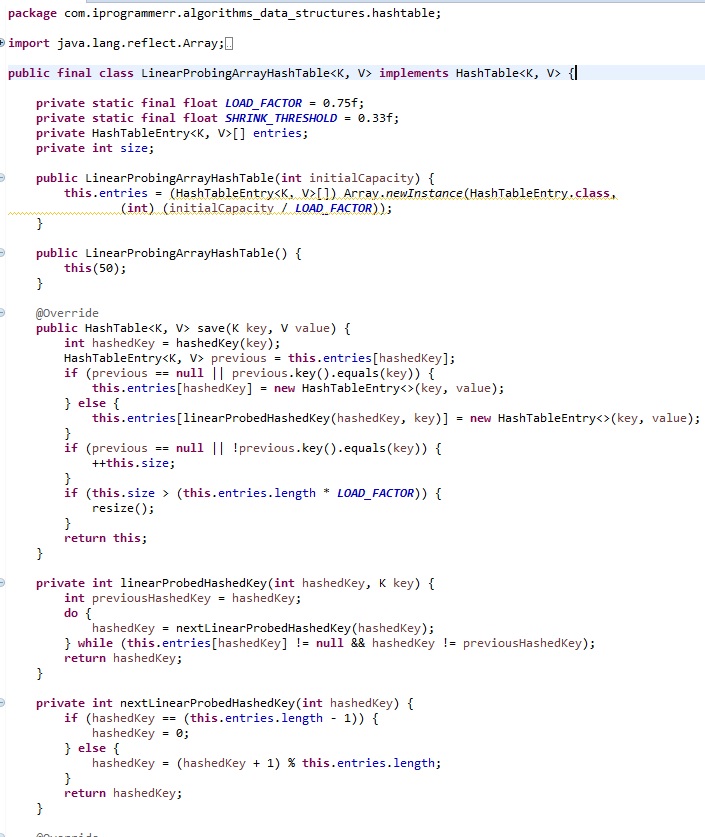 package com.iprogrammerr.algorithms_data_structures.hashtable;
import java.lang.reflect.Array;
public final class LinearProbingArrayHashTable<K, V> implements HashTable<K, V> {
private static final float LOAD_FACTOR = 0.75f;
private static final float SHRINK_THRESHOLD = 0.33f;
private HashTableEntry<K, V>[] entries;
private int size;
public LinearProbingArrayHashTable(int initialCapacity) {
this.entries = (HashTableEntry<K, V>[]) Array.newInstance(HashTableEntry.class,
(int) (initialCapacity / LOAD_FACTOR));
}
public LinearProbingArrayHashTable() {
this(50);
}
@Override
public HashTable<K, V> save(K key, V value) {
int hashedKey = hashedKey(key);
HashTableEntry<K, V> previous = this.entries[hashedKey];
if (previous == null || previous.key().equals(key)) {
this.entries[hashedKey] = new HashTableEntry<>(key, value);
} else {
this.entries[linearProbedHashedKey(hashedKey, key)] = new HashTableEntry<>(key, value);
}
if (previous == null || !previous.key().equals(key)) {
++this.size;
}
if (this.size > (this.entries.length * LOAD_FACTOR)) {
resize();
}
return this;
}
private int linearProbedHashedKey(int hashedKey, K key) {
int previousHashedKey = hashedKey;
do {
hashedKey = nextLinearProbedHashedKey(hashedKey);
} while (this.entries[hashedKey] != null && hashedKey != previousHashedKey);
return hashedKey;
}
private int nextLinearProbedHashedKey(int hashedKey) {
if (hashedKey == (this.entries.length - 1)) {
hashedKey = 0;
} else {
hashedKey = (hashedKey + 1) % this.entries.length;
}
return hashedKey;
}